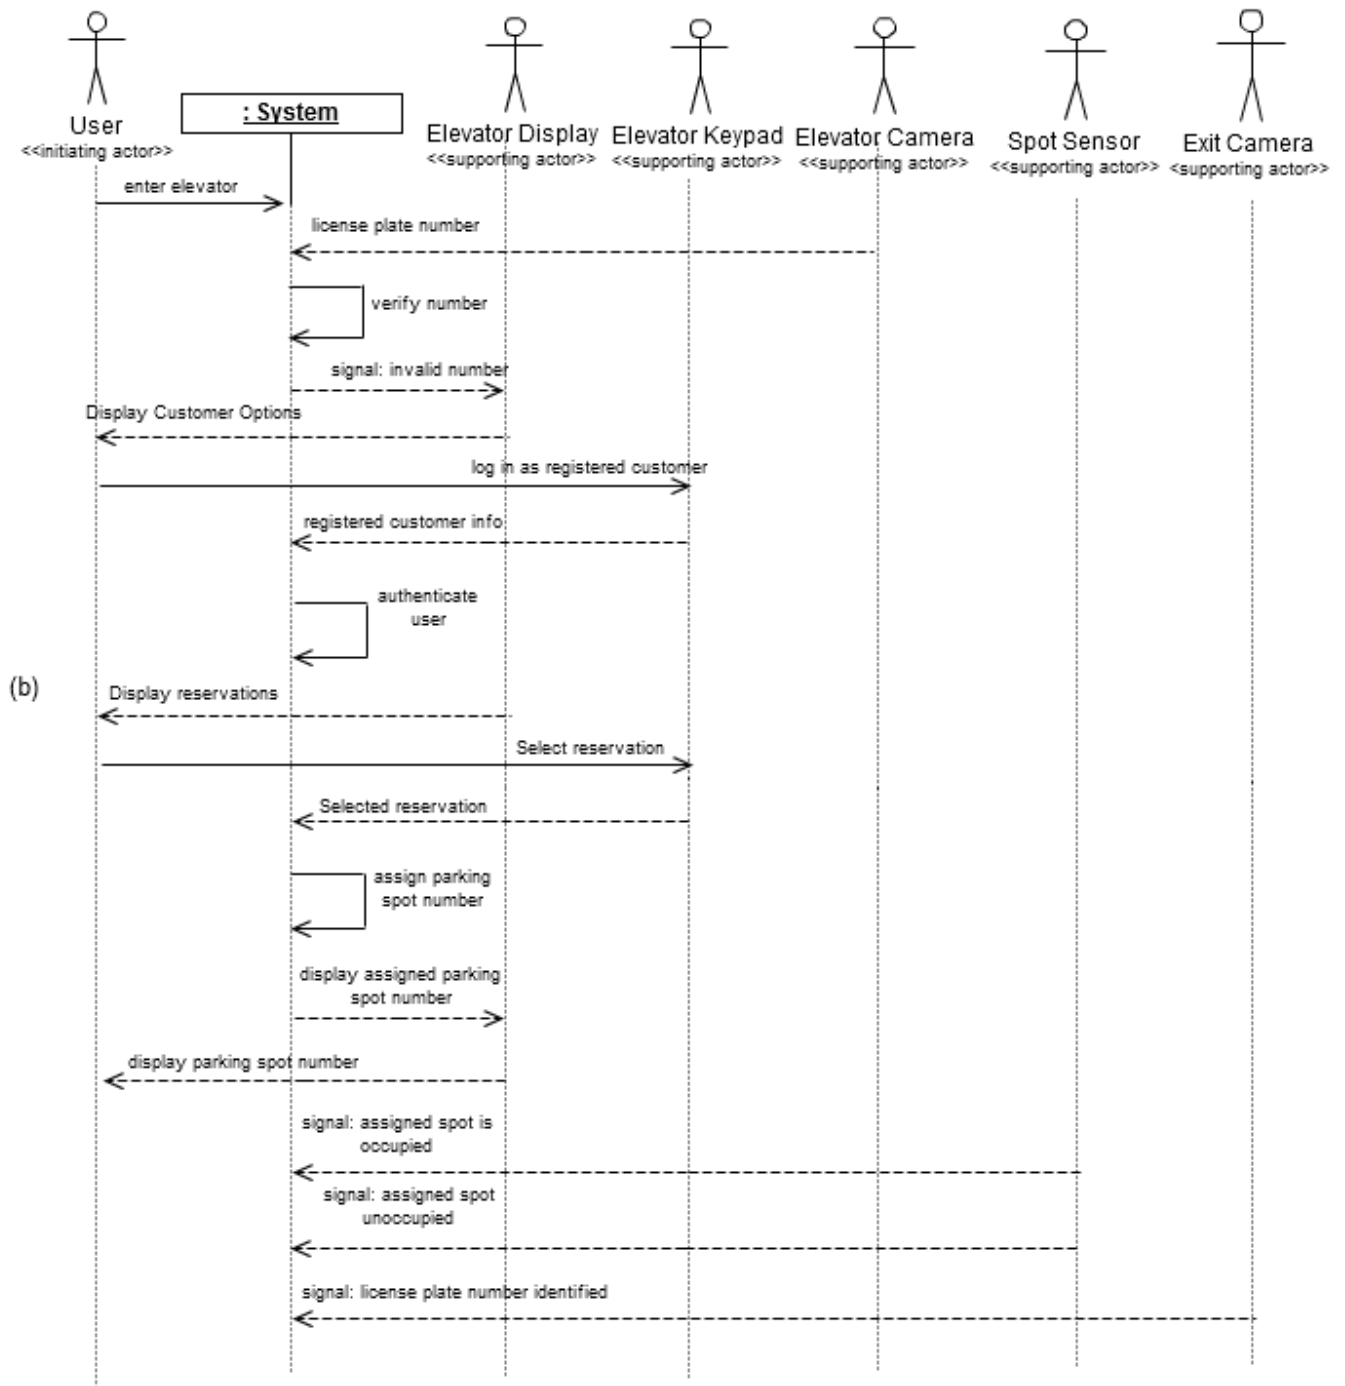 : System
User
<<initiating actor>>
Elevator Display
<<supporting actor>>
Elevator Keypad
<<supporting actor>>
Elevator Camera
<<supporting actor>>
Spot Sensor
<<supporting actor>>
Exit Camera
<supporting actor>>
enter elevator
license plate number
verify number
signal: invalid number
Display Customer Options
log in as registered customer
registered customer info
authenticate
user
(b)
Display reservations
Select reservation
Selected reservation
assign parking
spot number
display assigned parking
spot number
display parking spot number
signal: assigned spot is
occupied
signal: assigned spot
unoccupied
signal: license plate number identified